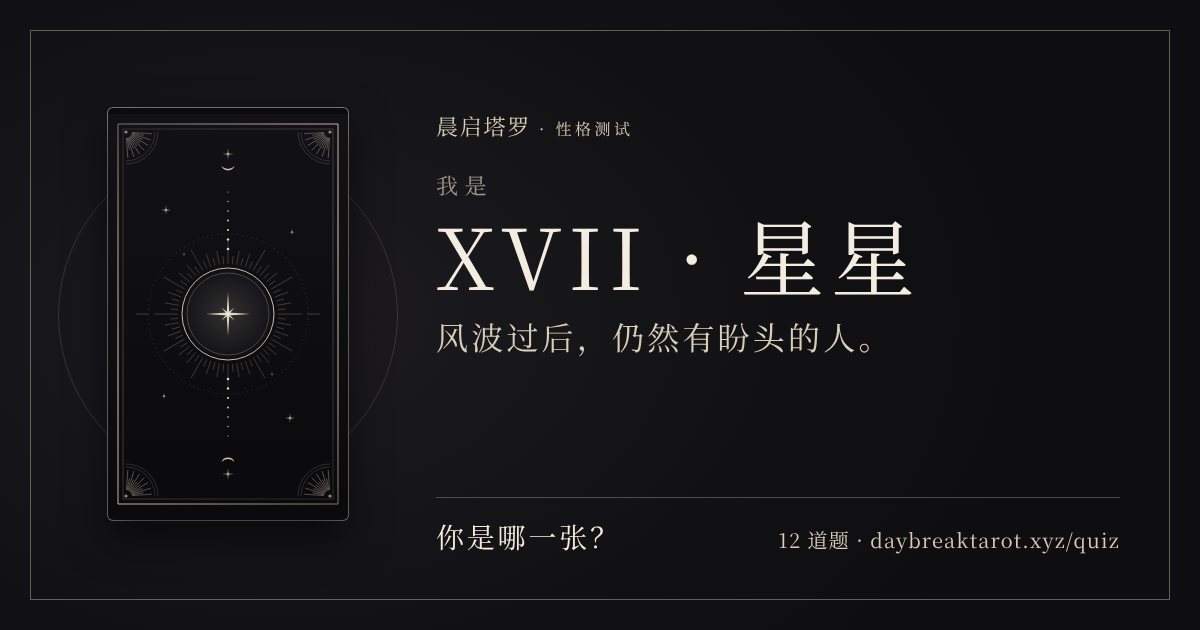 晨启塔罗 · 性格测试
我是
XVII · 星星
风波过后，仍然有盼头的人。
你是哪一张？
12 道题 · daybreaktarot.xyz/quiz